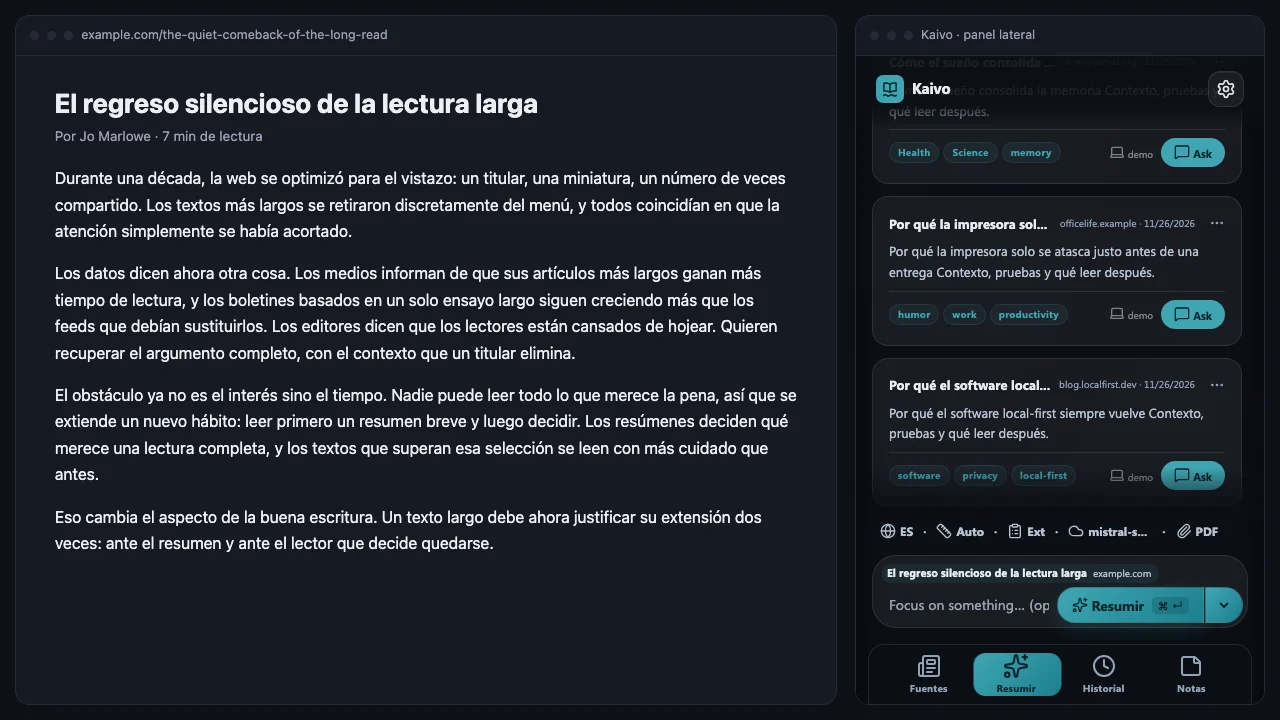 example.com/the-quiet-comeback-of-the-long-read
El regreso silencioso de la lectura larga
Por Jo Marlowe · 7 min de lectura
Durante una década, la web se optimizó para el vistazo: un titular, una miniatura, un número de veces
compartido. Los textos más largos se retiraron discretamente del menú, y todos coincidían en que la
atención simplemente se había acortado.
Los datos dicen ahora otra cosa. Los medios informan de que sus artículos más largos ganan más
tiempo de lectura, y los boletines basados en un solo ensayo largo siguen creciendo más que los
feeds que debían sustituirlos. Los editores dicen que los lectores están cansados de hojear. Quieren
recuperar el argumento completo, con el contexto que un titular elimina.
El obstáculo ya no es el interés sino el tiempo. Nadie puede leer todo lo que merece la pena, así que se
extiende un nuevo hábito: leer primero un resumen breve y luego decidir. Los resúmenes deciden qué
merece una lectura completa, y los textos que superan esa selección se leen con más cuidado que
antes.
Eso cambia el aspecto de la buena escritura. Un texto largo debe ahora justificar su extensión dos
veces: ante el resumen y ante el lector que decide quedarse.
Kaivo · panel lateral
Cómo el sueño consolida ...
Kaivo
sueño consolida la memoria Contexto, pruebas y
qué leer después.
Health Science memory demo Ask
Por qué la impresora sol... officelife.example · 11/26/2026 ···
Por qué la impresora solo se atasca justo antes de una
entrega Contexto, pruebas y qué leer después.
humor work productivity demo Ask
Por qué el software local... blog.localfirst.dev · 11/26/2026 ···
Por qué el software local-first siempre vuelve Contexto,
pruebas y qué leer después.
software privacy local-first demo Ask
ES · Auto · Ext · mistral-s... · PDF
El regreso silencioso de la lectura larga example.com
Focus on something... (op Resumir ⌘ ↵
Fuentes Resumir Historial Notas